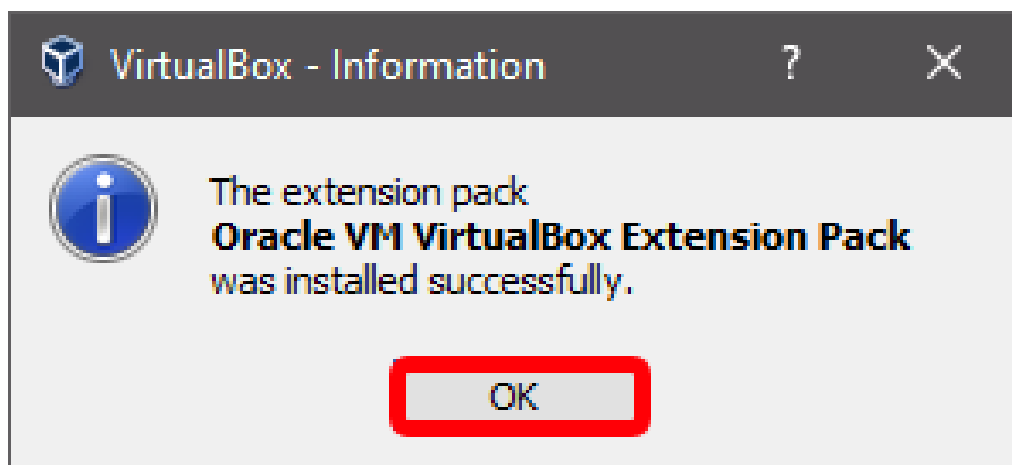 VirtualBox - Information ?
The extension pack
Oracle VM VirtualBox Extension Pack
was installed successfully.
OK